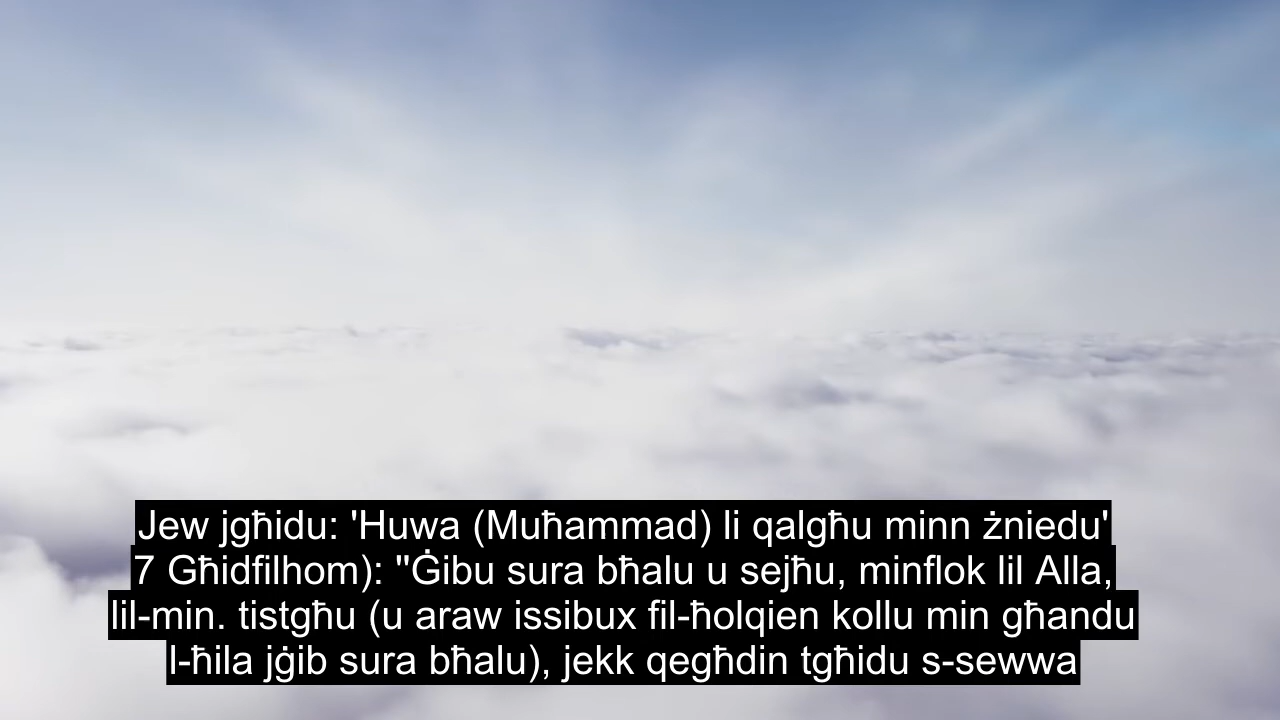 Jew jgħidu: 'Huwa (Muħammad) li qalgħu minn żniedu'
7 Għidfilhom): "Ġibu sura bħalu u sejħu, minflok lil Alla,
lil-min. tistgħu (u araw issibux fil-ħolqien kollu min għandu
l-ħila jġib sura bħalu), jekk qegħdin tgħidu s-sewwa